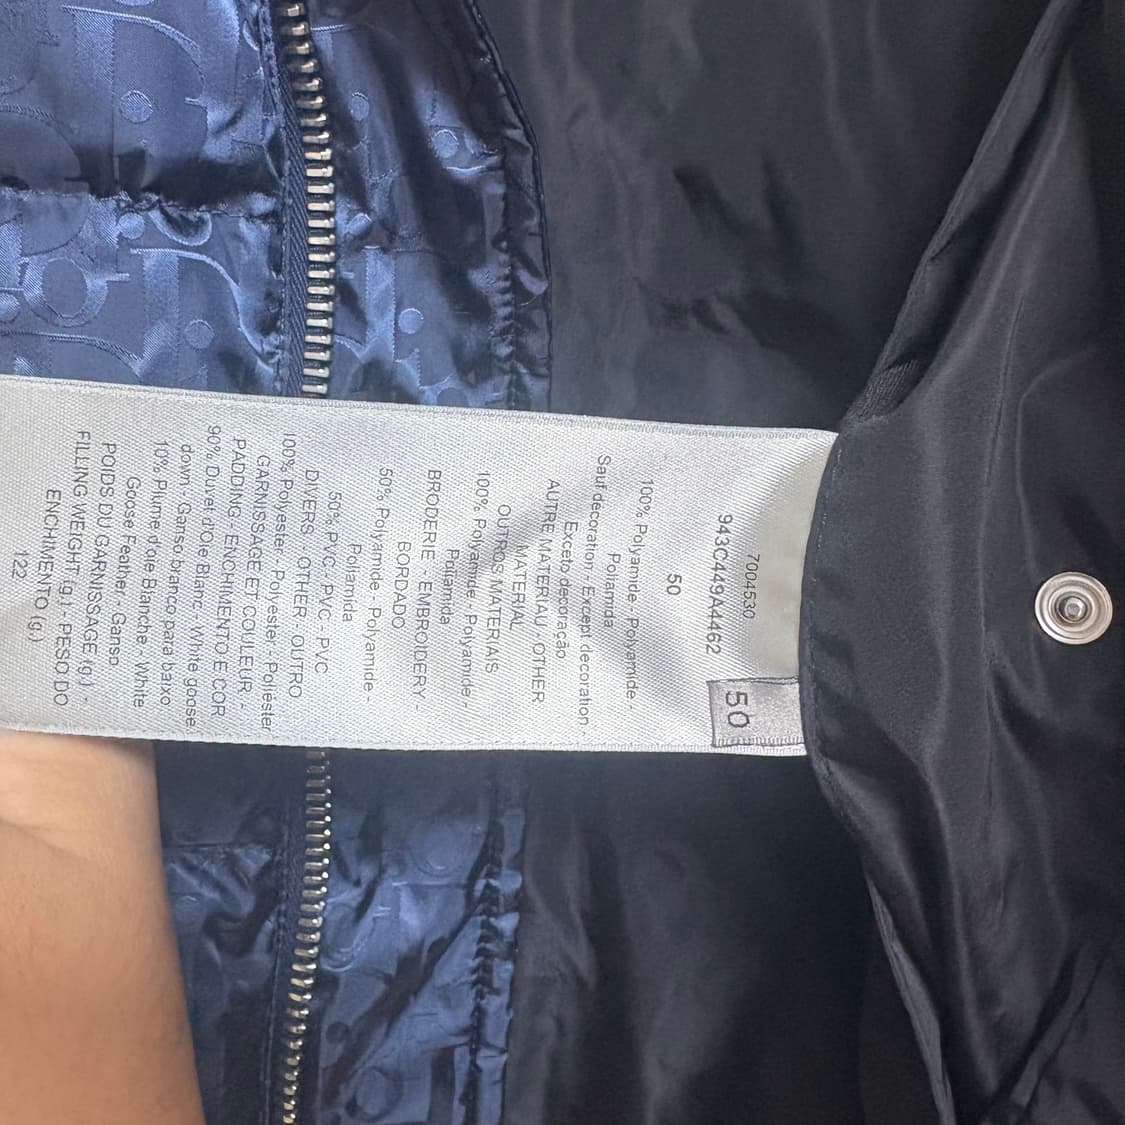 7004530
943C449A4462
50
50
100% Polyamide - Polyamide -
Poliamida
Sauf décoration - Except decoration -
Exceto decoração
AUTRE MATERIAU - OTHER
MATERIAL
OUTROS MATERIAIS
100% Polyamide - Polyamide
Poliamida
BRODERIE - EMBROIDERY -
BORDADO
50% Polyamide - Polyamide -
Poliamida
50% PVC - PVC - PVC
DIVERS - OTHER - OUTRO
100% Polyester - Polyester - Poliéster
GARNISSAGE ET COULEUR -
PADDING - ENCHIMENTO E COR
90% Duvet d'Oie Blanc - White goose
down - Ganso branco para baixo
10% Plume d'oie Blanche - White
Goose Feather - Ganso
POIDS DU GARNISSAGE (g) -
FILLING WEIGHT (g) - PESO DO
ENCHIMENTO (g)
122